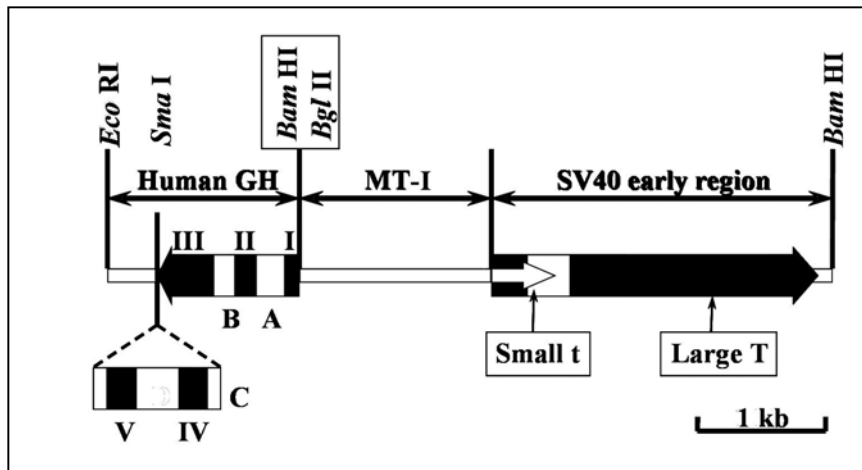 Eco RI
Sma I
Bam HI
Bgl II
Bam HI
Human GH
MT-I
SV40 early region
III
II
I
B
A
Small t
Large T
C
V
IV
1 kb